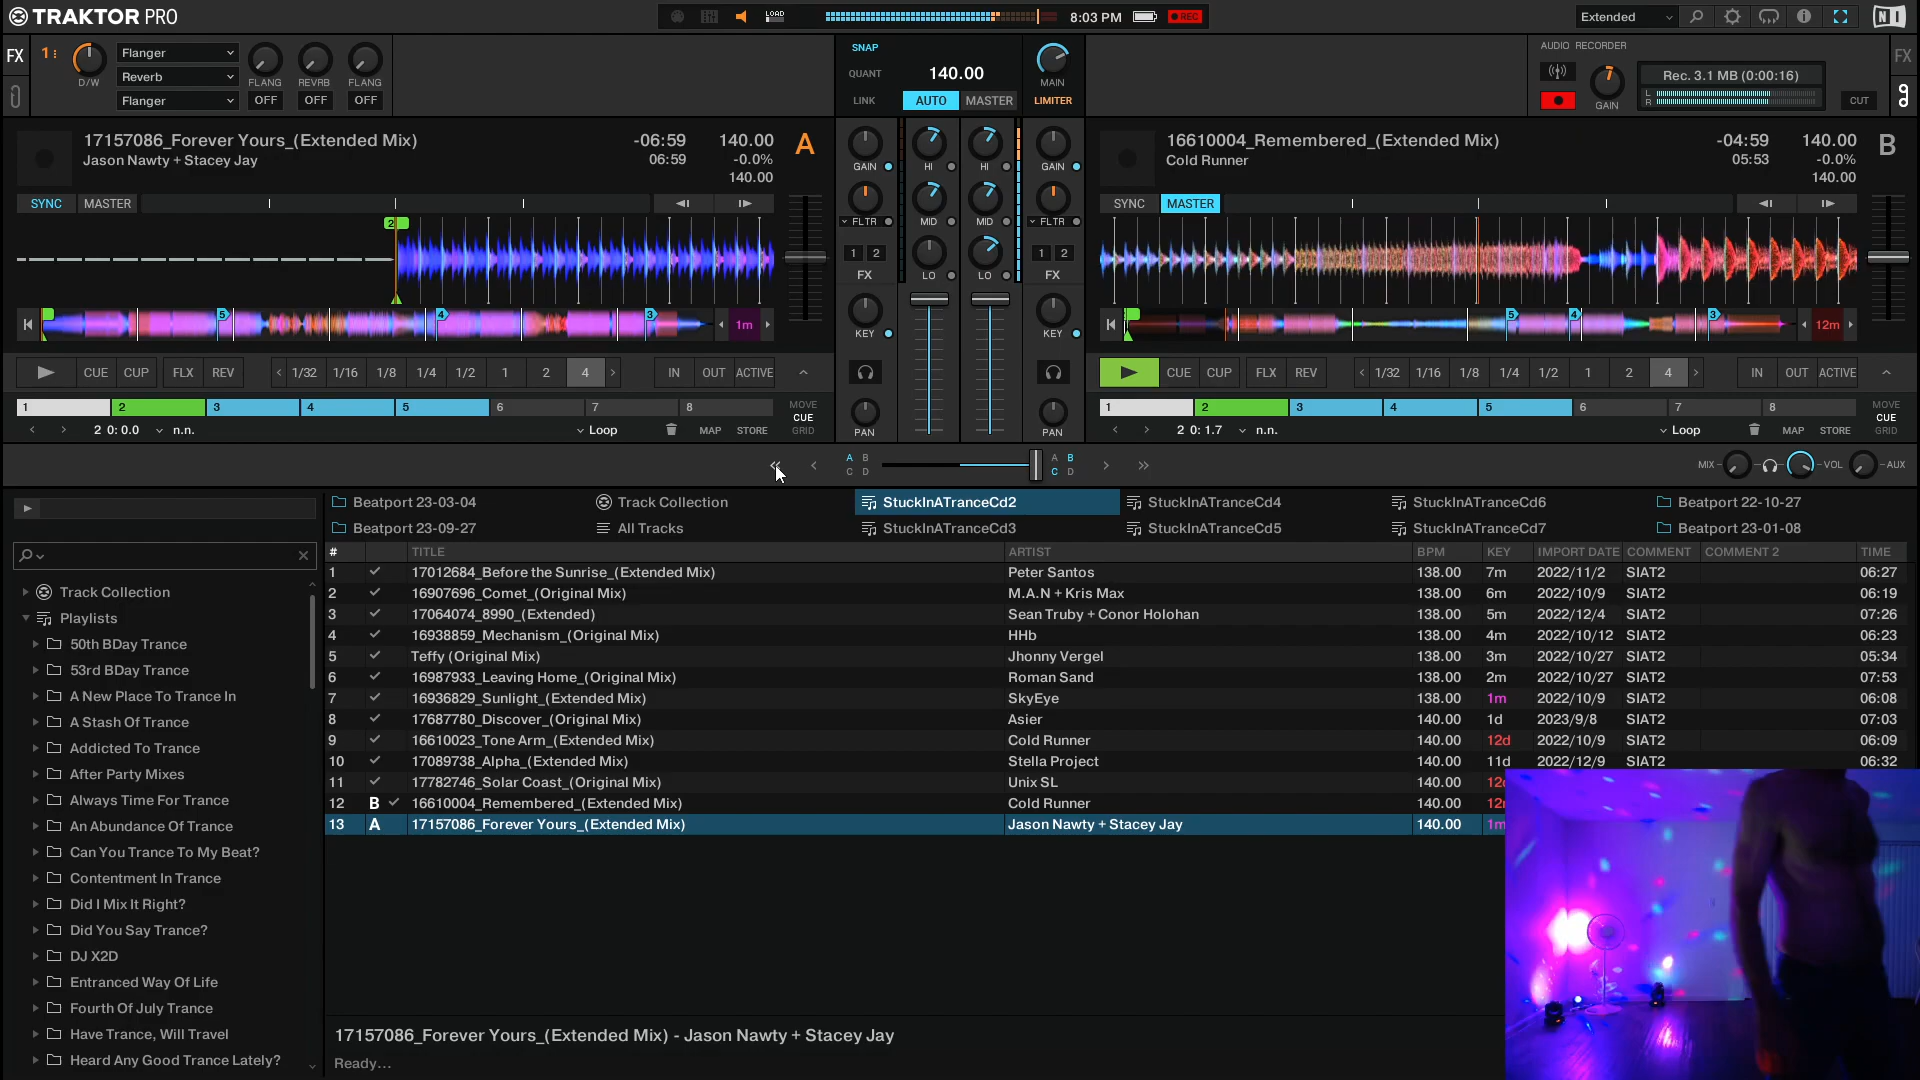 TRAKTOR PRO
LOAD
8:03 PM
REC
Extended
FX
1
D/W
Flanger
Reverb
Flanger
FLANG
REVRB
FLANG
OFF
OFF
OFF
SNAP
QUANT
LINK
140.00
AUTO
MASTER
MAIN
LIMITER
AUDIO RECORDER
GAIN
Rec. 3.1 MB (0:00:16)
L
R
CUT
FX
17157086_Forever Yours_(Extended Mix)
Jason Nawty + Stacey Jay
-06:59
06:59
140.00
-0.0%
140.00
A
SYNC
MASTER
2
5
4
3
1m
CUE
CUP
FLX
REV
1/32
1/16
1/8
1/4
1/2
1
2
4
IN
OUT
ACTIVE
1
2
3
4
5
6
7
8
MOVE
CUE
GRID
2 0: 0.0
n.n.
Loop
MAP
STORE
GAIN
HI
HI
GAIN
FLTR
MID
MID
FLTR
1
2
FX
LO
LO
1
2
FX
KEY
KEY
PAN
PAN
16610004_Remembered_(Extended Mix)
Cold Runner
-04:59
05:53
140.00
-0.0%
140.00
B
SYNC
MASTER
5
4
3
12m
CUE
CUP
FLX
REV
1/32
1/16
1/8
1/4
1/2
1
2
4
IN
OUT
ACTIVE
1
2
3
4
5
6
7
8
MOVE
CUE
GRID
2 0: 1.7
n.n.
Loop
MAP
STORE
A B
C D
A B
C D
MIX
VOL
AUX
Beatport 23-03-04
Track Collection
StuckInATranceCd2
StuckInATranceCd4
StuckInATranceCd6
Beatport 22-10-27
Beatport 23-09-27
All Tracks
StuckInATranceCd3
StuckInATranceCd5
StuckInATranceCd7
Beatport 23-01-08
Track Collection
Playlists
50th BDay Trance
53rd BDay Trance
A New Place To Trance In
A Stash Of Trance
Addicted To Trance
After Party Mixes
Always Time For Trance
An Abundance Of Trance
Can You Trance To My Beat?
Contentment In Trance
Did I Mix It Right?
Did You Say Trance?
DJ X2D
Entranced Way Of Life
Fourth Of July Trance
Have Trance, Will Travel
Heard Any Good Trance Lately?
# TITLE ARTIST BPM KEY IMPORT DATE COMMENT COMMENT 2 TIME
1 17012684_Before the Sunrise_(Extended Mix) Peter Santos 138.00 7m 2022/11/2 SIAT2 06:27
2 16907696_Comet_(Original Mix) M.A.N + Kris Max 138.00 6m 2022/10/9 SIAT2 06:19
3 17064074_8990_(Extended) Sean Truby + Conor Holohan 138.00 5m 2022/12/4 SIAT2 07:26
4 16938859_Mechanism_(Original Mix) HHb 138.00 4m 2022/10/12 SIAT2 06:23
5 Teffy (Original Mix) Jhonny Vergel 138.00 3m 2022/10/27 SIAT2 05:34
6 16987933_Leaving Home_(Original Mix) Roman Sand 138.00 2m 2022/10/27 SIAT2 07:53
7 16936829_Sunlight_(Extended Mix) SkyEye 138.00 1m 2022/10/9 SIAT2 06:08
8 17687780_Discover_(Original Mix) Asier 140.00 1d 2023/9/8 SIAT2 07:03
9 16610023_Tone Arm_(Extended Mix) Cold Runner 140.00 12d 2022/10/9 SIAT2 06:09
10 17089738_Alpha_(Extended Mix) Stella Project 140.00 11d 2022/12/9 SIAT2 06:32
11 17782746_Solar Coast_(Original Mix) Unix SL 140.00
12 B 16610004_Remembered_(Extended Mix) Cold Runner 140.00
13 A 17157086_Forever Yours_(Extended Mix) Jason Nawty + Stacey Jay 140.00
17157086_Forever Yours_(Extended Mix) - Jason Nawty + Stacey Jay
Ready...